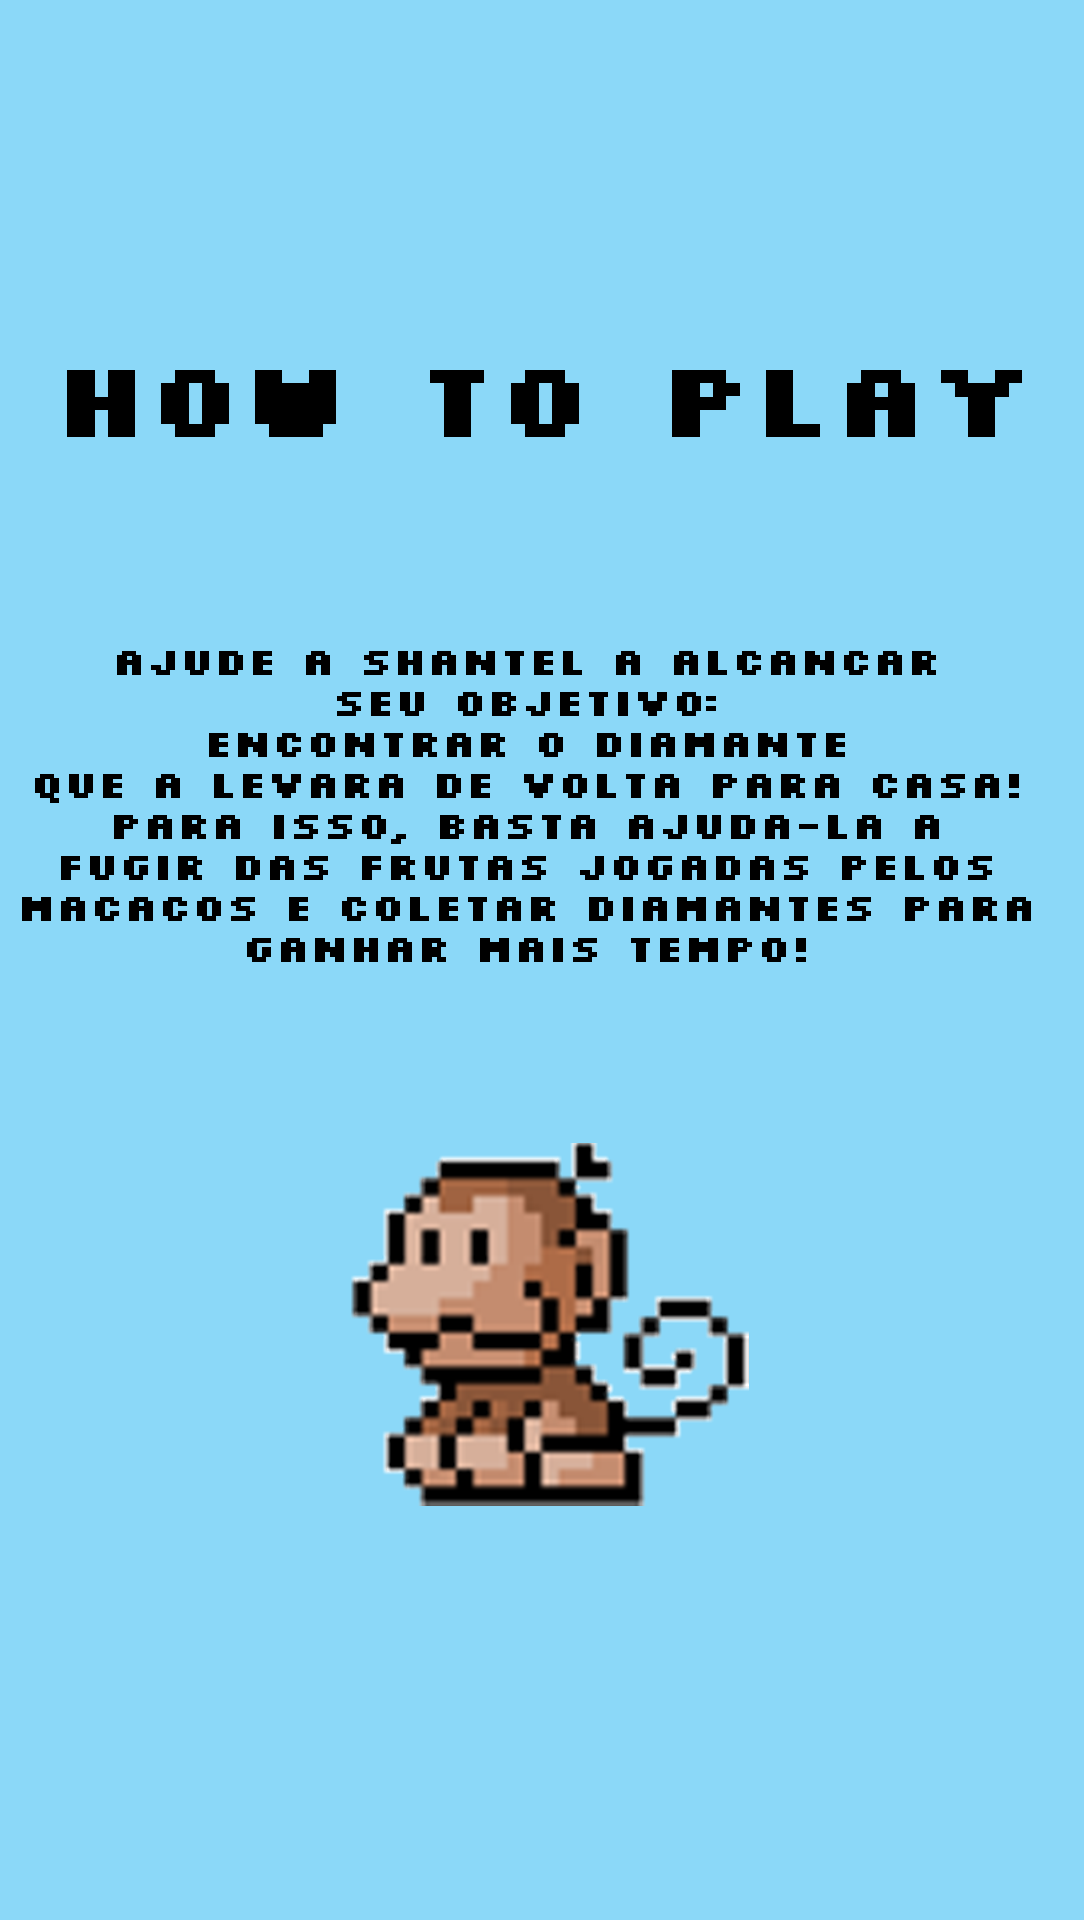 HOW TO PLAY
AJUDE A SHANTEL A ALCANCAR
SEU OBJETIVO:
ENCONTRAR O DIAMANTE
QUE A LEVARA DE VOLTA PARA CASA!
PARA ISSO, BASTA AJUDA-LA A
FUGIR DAS FRUTAS JOGADAS PELOS
MACACOS E COLETAR DIAMANTES PARA
GANHAR MAIS TEMPO!